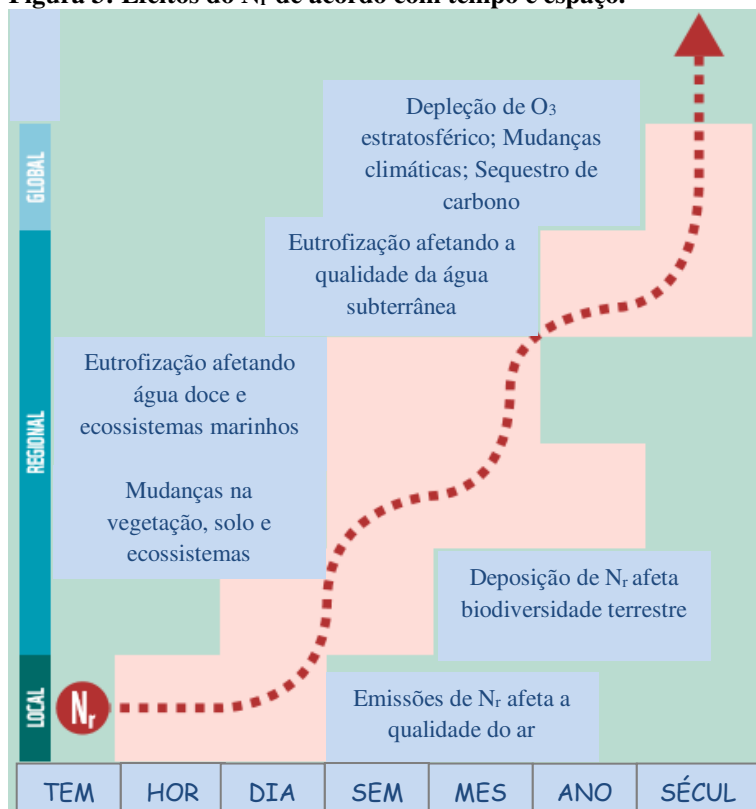 Figura 3: Efeitos do Nr de acordo com tempo e espaço.
Depleção de O3
estratosférico; Mudanças
climáticas; Sequestro de
carbono
GLOBAL
Eutrofização afetando a
qualidade da água
subterrânea
Eutrofização afetando
água doce e
ecossistemas marinhos
REGIONAL
Mudanças na
vegetação, solo e
ecossistemas
Deposição de Nr afeta
biodiversidade terrestre
LOCAL
Nr
Emissões de Nr afeta a
qualidade do ar
TEM HOR DIA SEM MES ANO SÉCUL